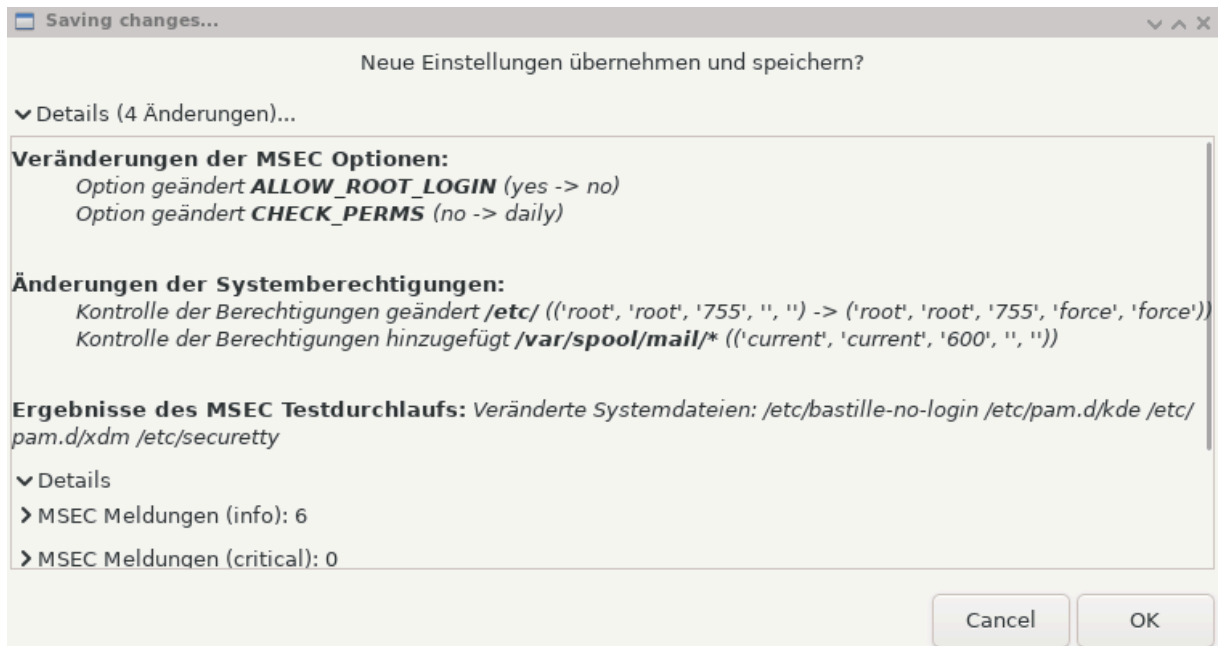 Saving changes...
Neue Einstellungen übernehmen und speichern?
Details (4 Änderungen)...
Veränderungen der MSEC Optionen:
Option geändert ALLOW_ROOT_LOGIN (yes -> no)
Option geändert CHECK_PERMS (no -> daily)
Änderungen der Systemberechtigungen:
Kontrolle der Berechtigungen geändert /etc/ (('root', 'root', '755', '', '') -> ('root', 'root', '755', 'force', 'force'))
Kontrolle der Berechtigungen hinzugefügt /var/spool/mail/* (('current', 'current', '600', '', ''))
Ergebnisse des MSEC Testdurchlaufs: Veränderte Systemdateien: /etc/bastille-no-login /etc/pam.d/kde /etc/
pam.d/xdm /etc/securetty
Details
MSEC Meldungen (info): 6
MSEC Meldungen (critical): 0
Cancel OK